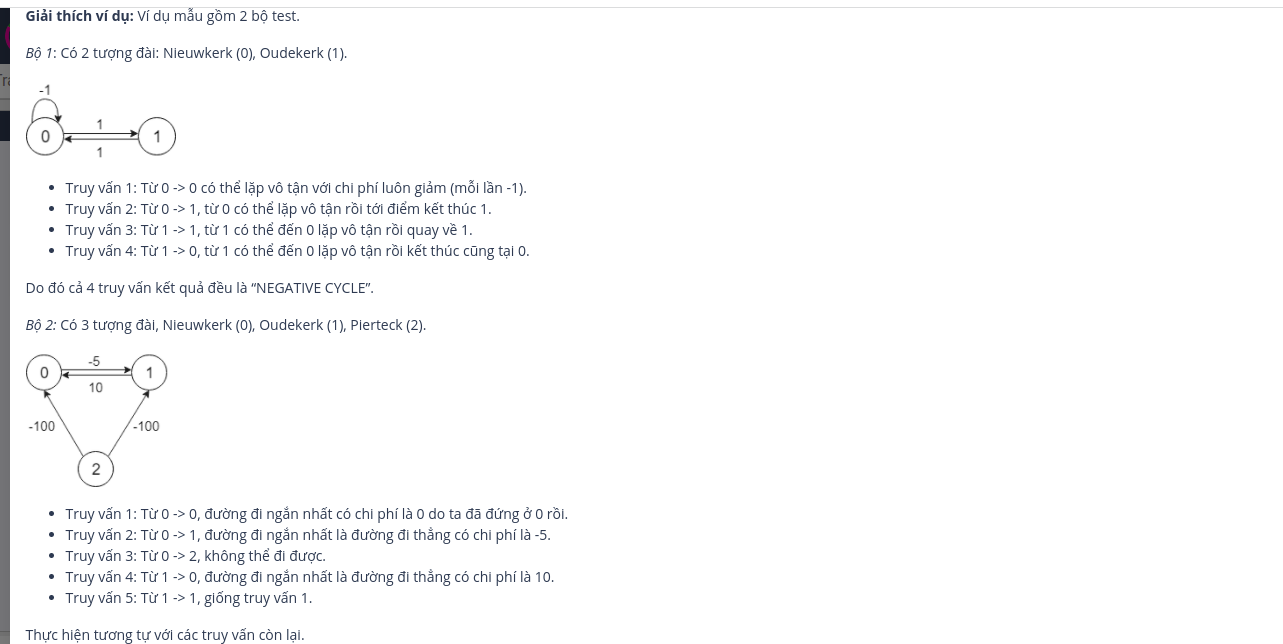 Giải thích ví dụ: Ví dụ mẫu gồm 2 bộ test.
Bộ 1: Có 2 tượng đài: Nieuwkerk (0), Oudekerk (1).
-1
0
1
1
1
• Truy vấn 1: Từ 0 -> 0 có thể lặp vô tận với chi phí luôn giảm (mỗi lần -1).
• Truy vấn 2: Từ 0 -> 1, từ 0 có thể lặp vô tận rồi tới điểm kết thúc 1.
• Truy vấn 3: Từ 1 -> 1, từ 1 có thể đến 0 lặp vô tận rồi quay về 1.
• Truy vấn 4: Từ 1 -> 0, từ 1 có thể đến 0 lặp vô tận rồi kết thúc cũng tại 0.
Do đó cả 4 truy vấn kết quả đều là “NEGATIVE CYCLE”.
Bộ 2: Có 3 tượng đài, Nieuwkerk (0), Oudekerk (1), Pierteck (2).
-5
0
1
10
-100
-100
2
• Truy vấn 1: Từ 0 -> 0, đường đi ngắn nhất có chi phí là 0 do ta đã đứng ở 0 rồi.
• Truy vấn 2: Từ 0 -> 1, đường đi ngắn nhất là đường đi thẳng có chi phí là -5.
• Truy vấn 3: Từ 0 -> 2, không thể đi được.
• Truy vấn 4: Từ 1 -> 0, đường đi ngắn nhất là đường đi thẳng có chi phí là 10.
• Truy vấn 5: Từ 1 -> 1, giống truy vấn 1.
Thực hiện tương tự với các truy vấn còn lại.